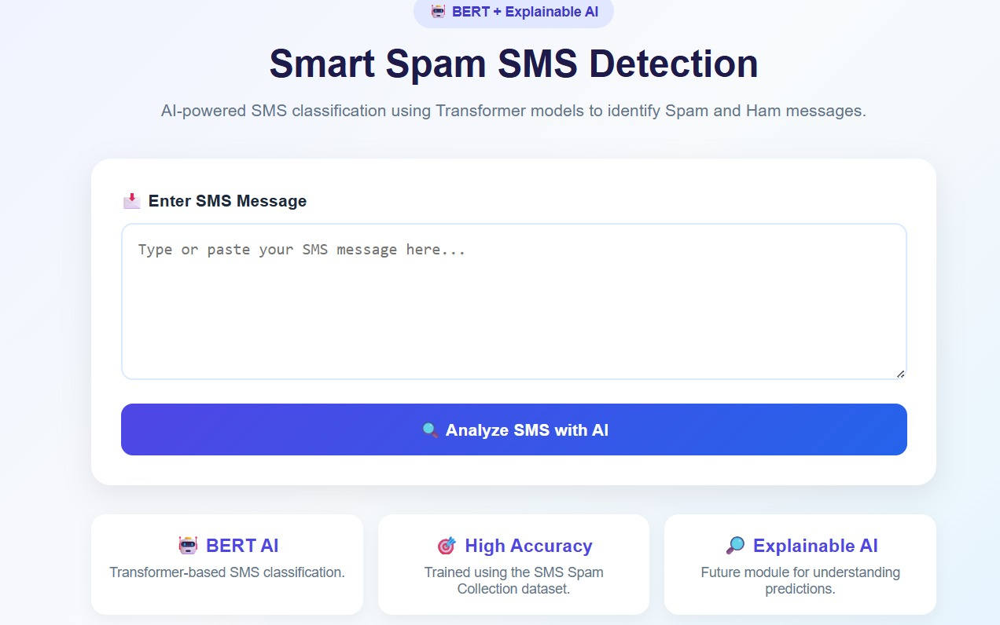 BERT + Explainable AI
Smart Spam SMS Detection
AI-powered SMS classification using Transformer models to identify Spam and Ham messages.
Enter SMS Message
Type or paste your SMS message here...
Analyze SMS with AI
BERT AI
Transformer-based SMS classification.
High Accuracy
Trained using the SMS Spam
Collection dataset.
Explainable AI
Future module for understanding
predictions.